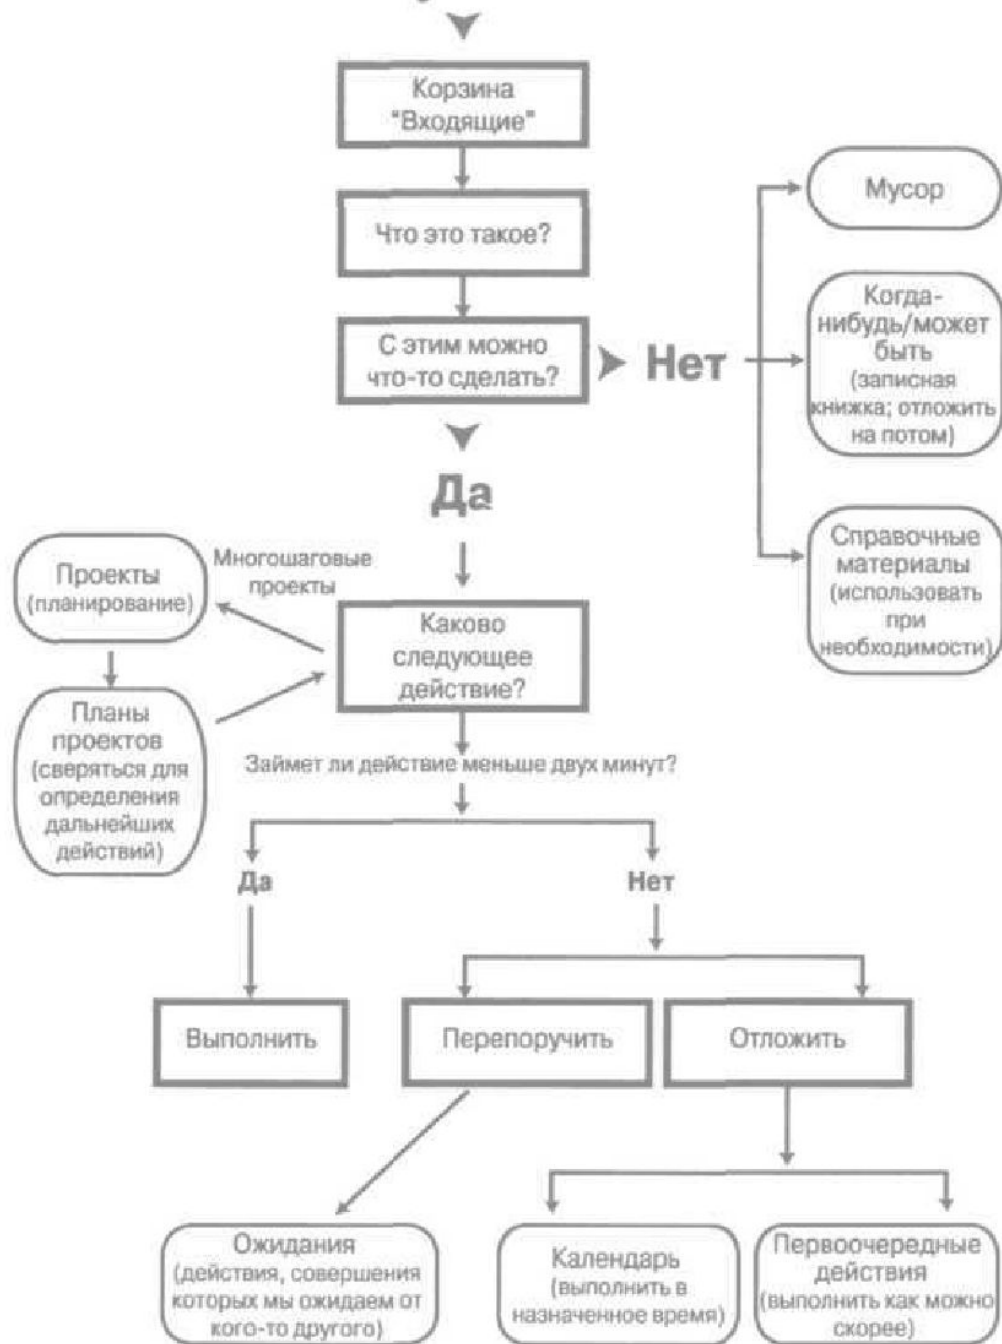 Корзина
"Входящие"
Мусор
Что это такое?
Когда-
нибудь/может
быть
(записная
книжка; отложить
на потом)
С этим можно
что-то сделать?
Нет
Да
Справочные
материалы
(использовать
при
необходимости)
Многошаговые
проекты
Проекты
(планирование)
Каково
следующее
действие?
Планы
проектов
(сверяться для
определения
дальнейших
действий)
Займет ли действие меньше двух минут?
Да
Нет
Выполнить
Перепоручить
Отложить
Ожидания
(действия, совершения
которых мы ожидаем от
кого-то другого)
Календарь
(выполнить в
назначенное время)
Первоочередные
действия
(выполнить как можно
скорее)